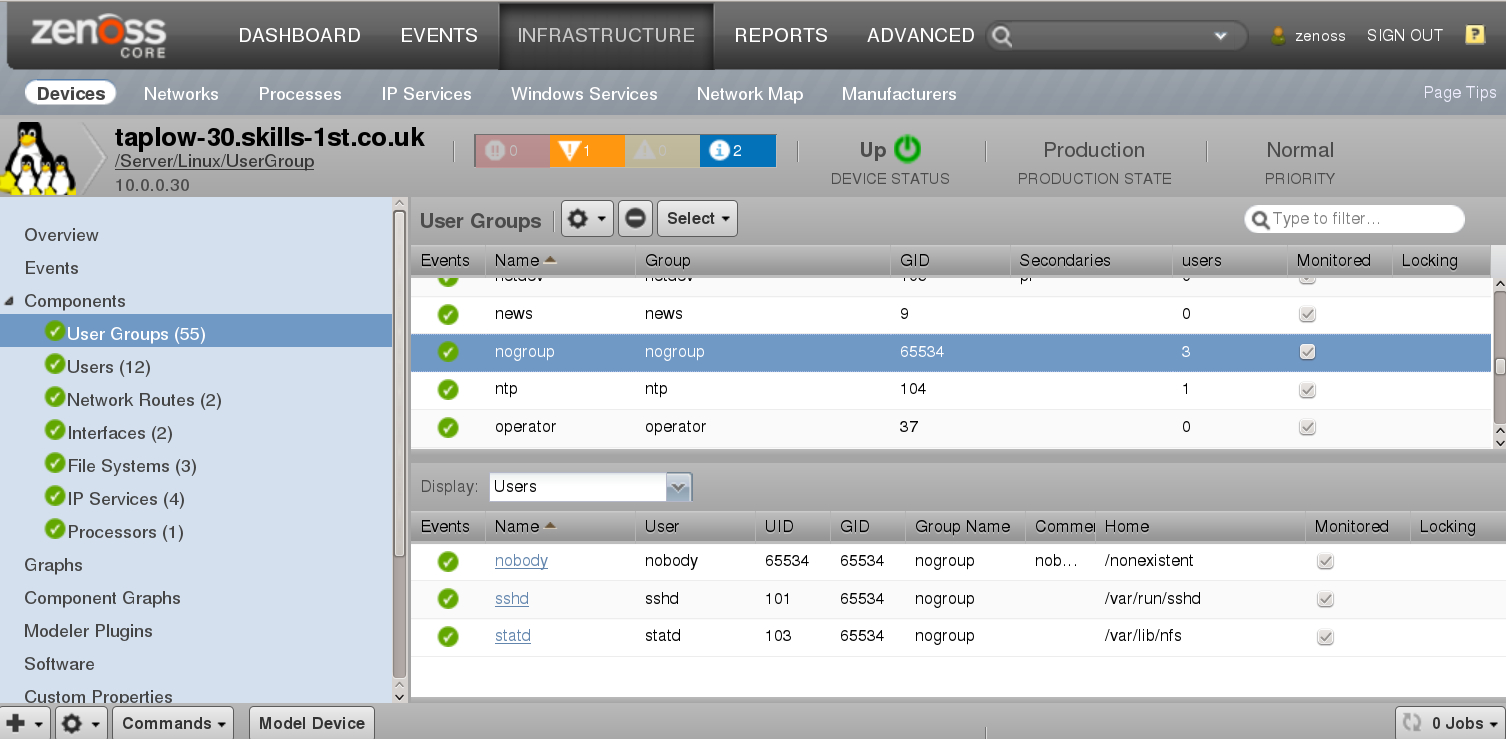 zenoss CORE DASHBOARD EVENTS INFRASTRUCTURE REPORTS ADVANCED zenoss SIGN OUT ?
Devices Networks Processes IP Services Windows Services Network Map Manufacturers Page Tips
taplow-30.skills-1st.co.uk
/Server/Linux/UserGroup
10.0.0.30
0 1 0 2
Up
DEVICE STATUS
Production
PRODUCTION STATE
Normal
PRIORITY
Overview
Events
Components
User Groups (55)
Users (12)
Network Routes (2)
Interfaces (2)
File Systems (3)
IP Services (4)
Processors (1)
Graphs
Component Graphs
Modeler Plugins
Software
Custom Properties
User Groups Select Type to filter...
Events Name Group GID Secondaries users Monitored Locking
news news 9 0
nogroup nogroup 65534 3
ntp ntp 104 1
operator operator 37 0
Display: Users
Events Name User UID GID Group Name Commer Home Monitored Locking
nobody nobody 65534 65534 nogroup nob... /nonexistent
sshd sshd 101 65534 nogroup /var/run/sshd
statd statd 103 65534 nogroup /var/lib/nfs
Commands Model Device 0 Jobs